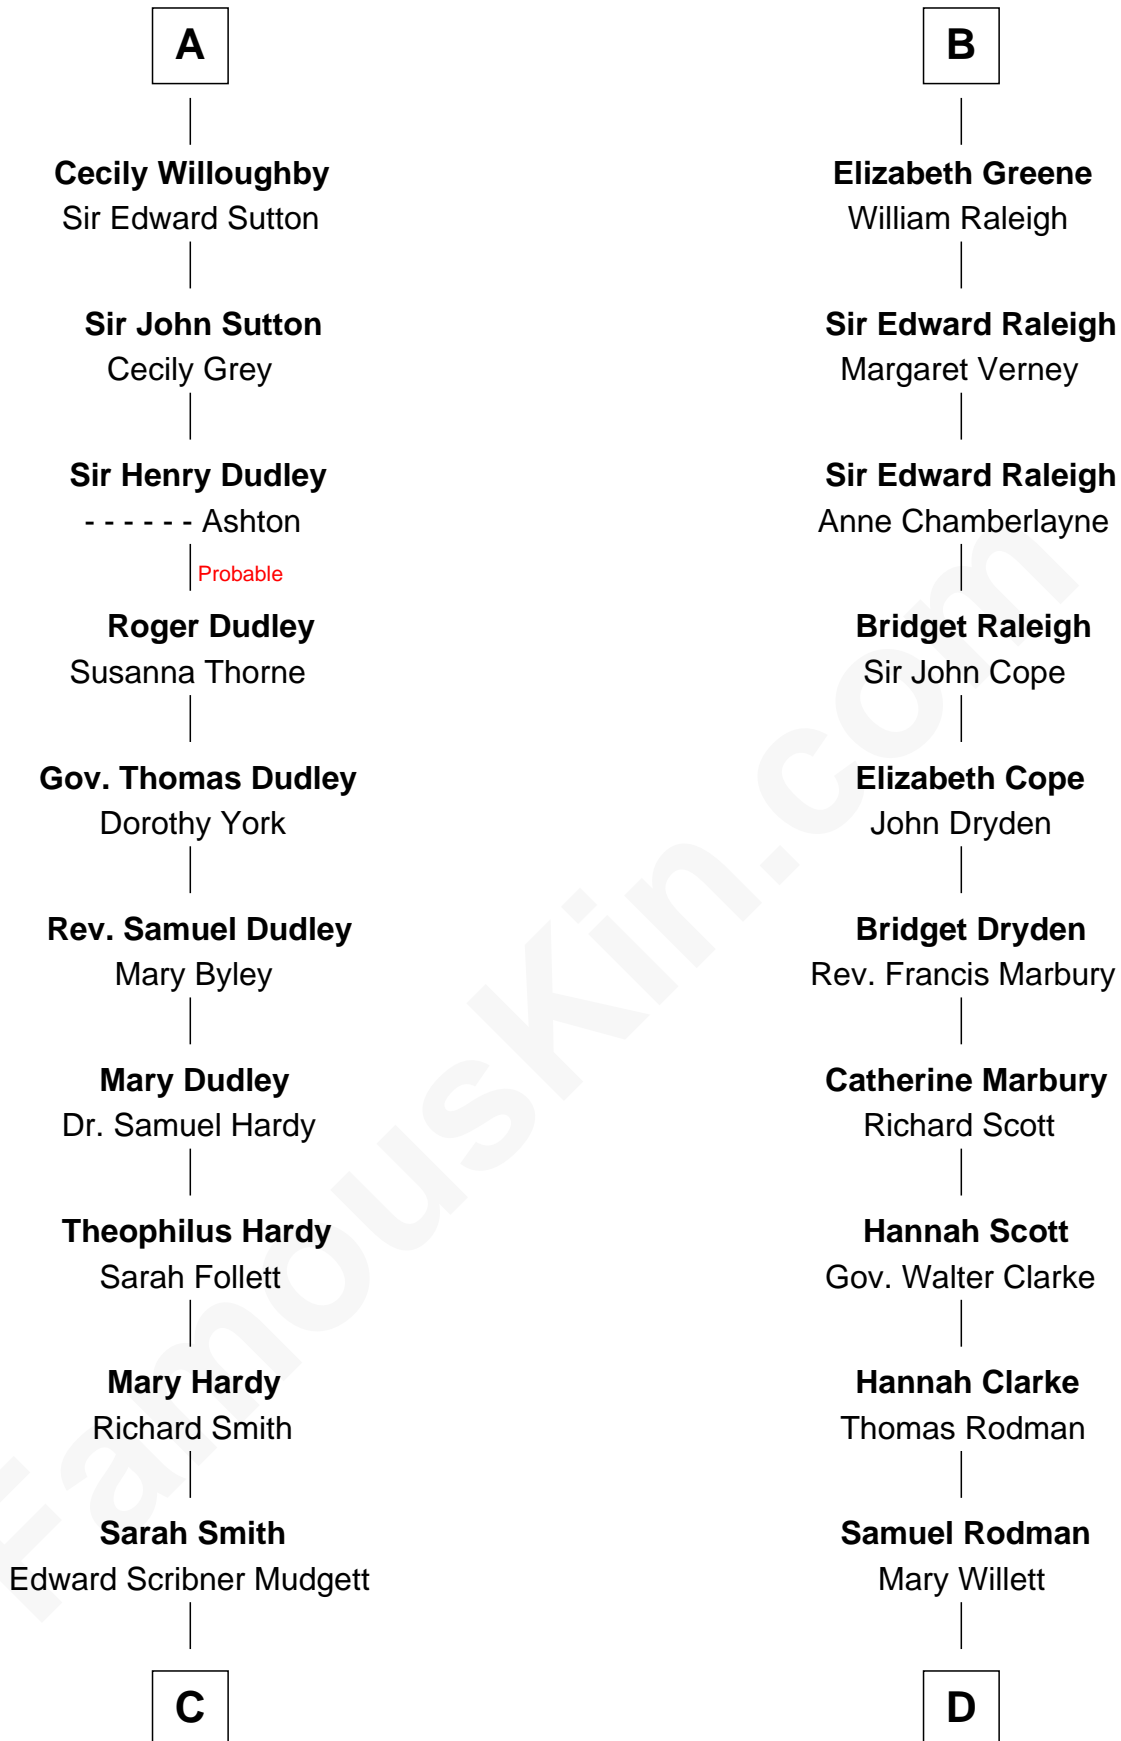 A
Cecily Willoughby
Sir Edward Sutton
Sir John Sutton
Cecily Grey
Sir Henry Dudley
- - - - - - Ashton
Probable
Roger Dudley
Susanna Thorne
Gov. Thomas Dudley
Dorothy York
Rev. Samuel Dudley
Mary Byley
Mary Dudley
Dr. Samuel Hardy
Theophilus Hardy
Sarah Follett
Mary Hardy
Richard Smith
Sarah Smith
Edward Scribner Mudgett
C
B
Elizabeth Greene
William Raleigh
Sir Edward Raleigh
Margaret Verney
Sir Edward Raleigh
Anne Chamberlayne
Bridget Raleigh
Sir John Cope
Elizabeth Cope
John Dryden
Bridget Dryden
Rev. Francis Marbury
Catherine Marbury
Richard Scott
Hannah Scott
Gov. Walter Clarke
Hannah Clarke
Thomas Rodman
Samuel Rodman
Mary Willett
D
FamousKin.com